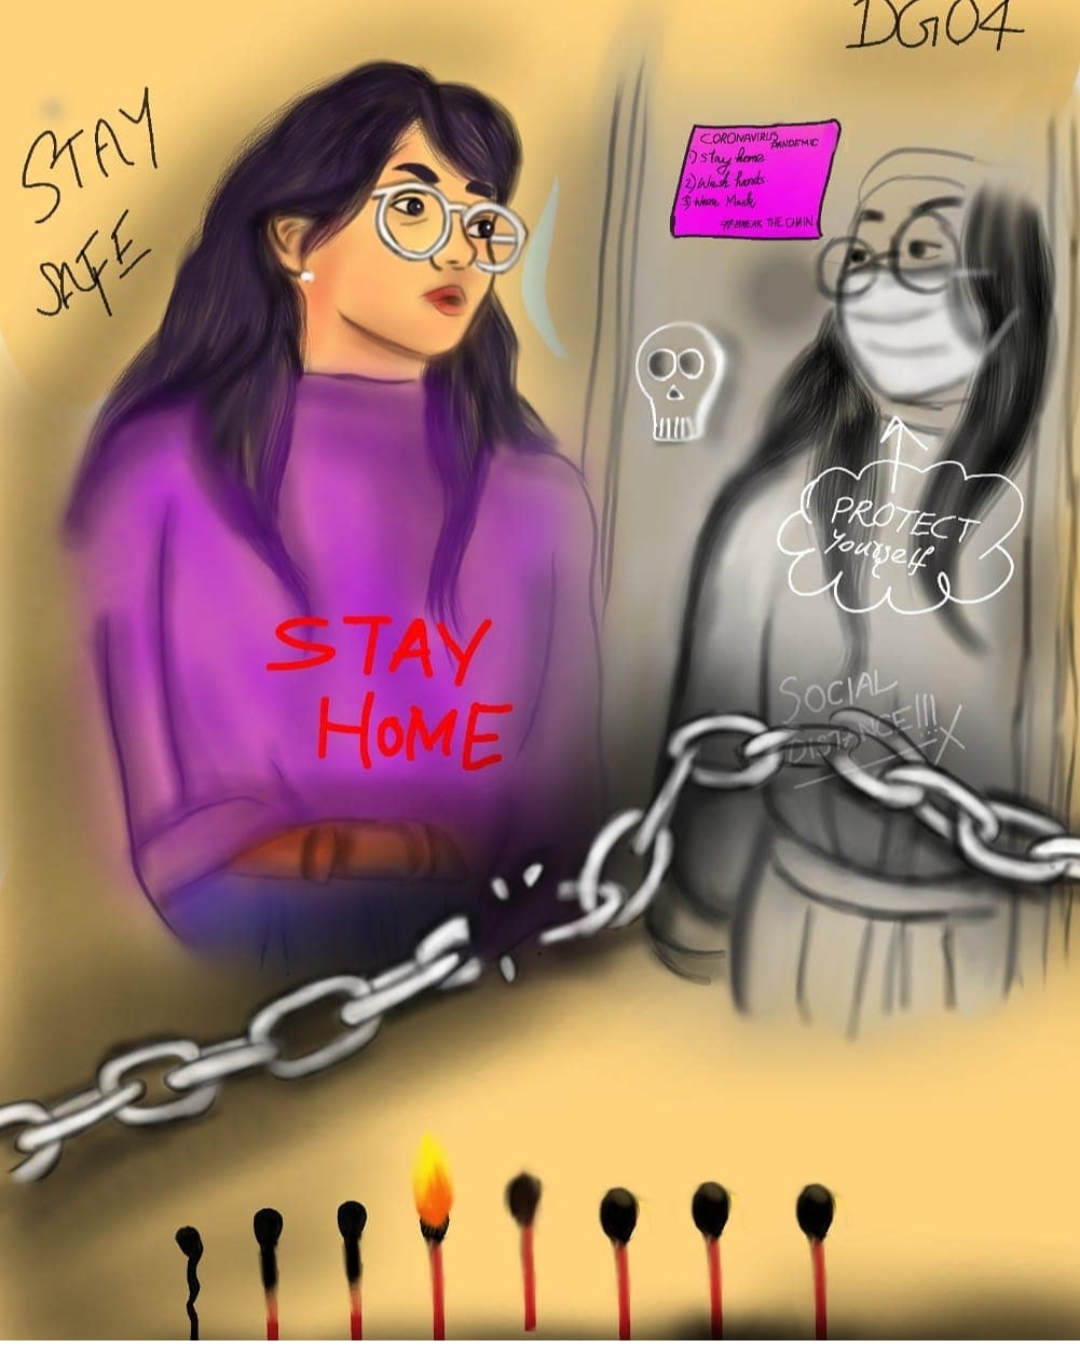 DG04
STAY
SAFE
CORONAVIRUS PANDEMIC
1) Stay home
2) Wash hands
3) Wear Mask
#BREAK THE CHAIN
PROTECT
Yourself
STAY
HOME
SOCIAL
DISTANCE!!!